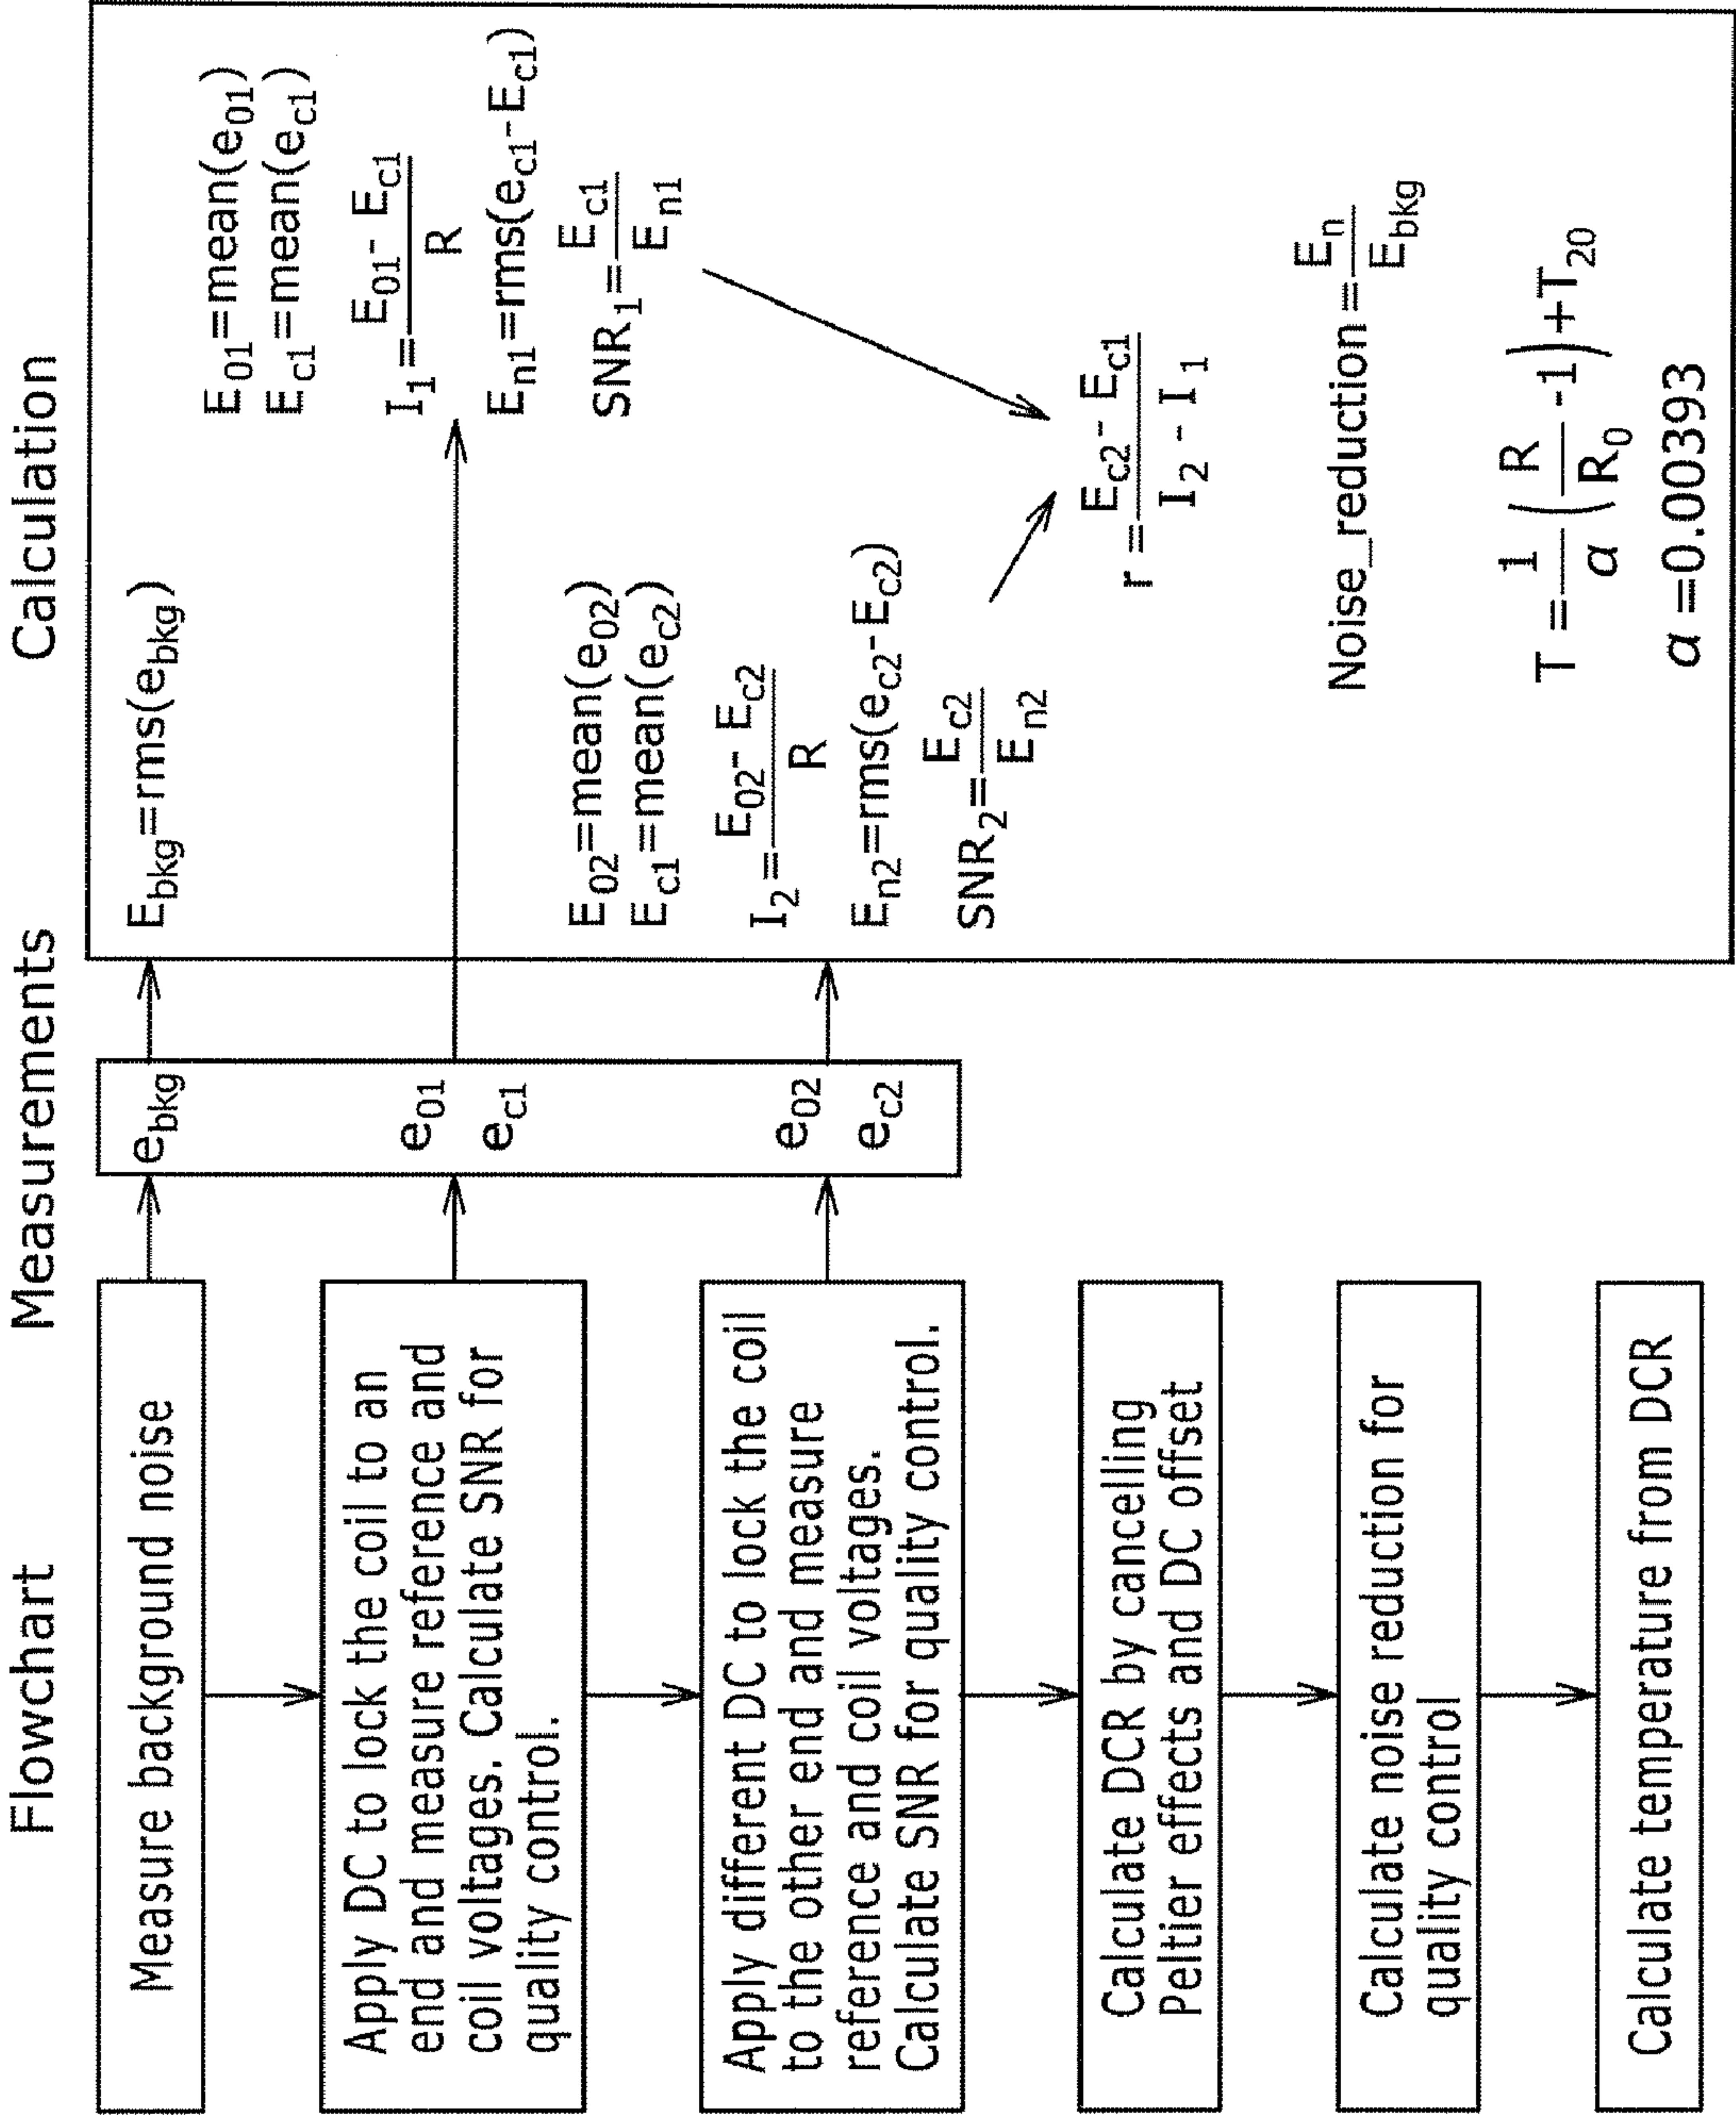 Flowchart
Measurements
Calculation
Measure background noise
Apply DC to lock the coil to an
end and measure reference and
coil voltages. Calculate SNR for
quality control.
Apply different DC to lock the coil
to the other end and measure
reference and coil voltages.
Calculate SNR for quality control.
Calculate DCR by cancelling
Peltier effects and DC offset
Calculate noise reduction for
quality control
Calculate temperature from DCR
e_bkg
e_01
e_c1
e_02
e_c2
E_bkg=rms(e_bkg)
E_01=mean(e_01)
E_c1=mean(e_c1)
I_1=(E_01-E_c1)/R
E_n1=rms(e_c1-E_c1)
SNR_1=E_c1/E_n1
E_02=mean(e_02)
E_c1=mean(e_c2)
I_2=(E_02-E_c2)/R
E_n2=rms(e_c2-E_c2)
SNR_2=E_c2/E_n2
r=(E_c2-E_c1)/(I_2-I_1)
Noise_reduction=E_n/E_bkg
T=1/α(R/R_0-1)+T_20
α=0.00393